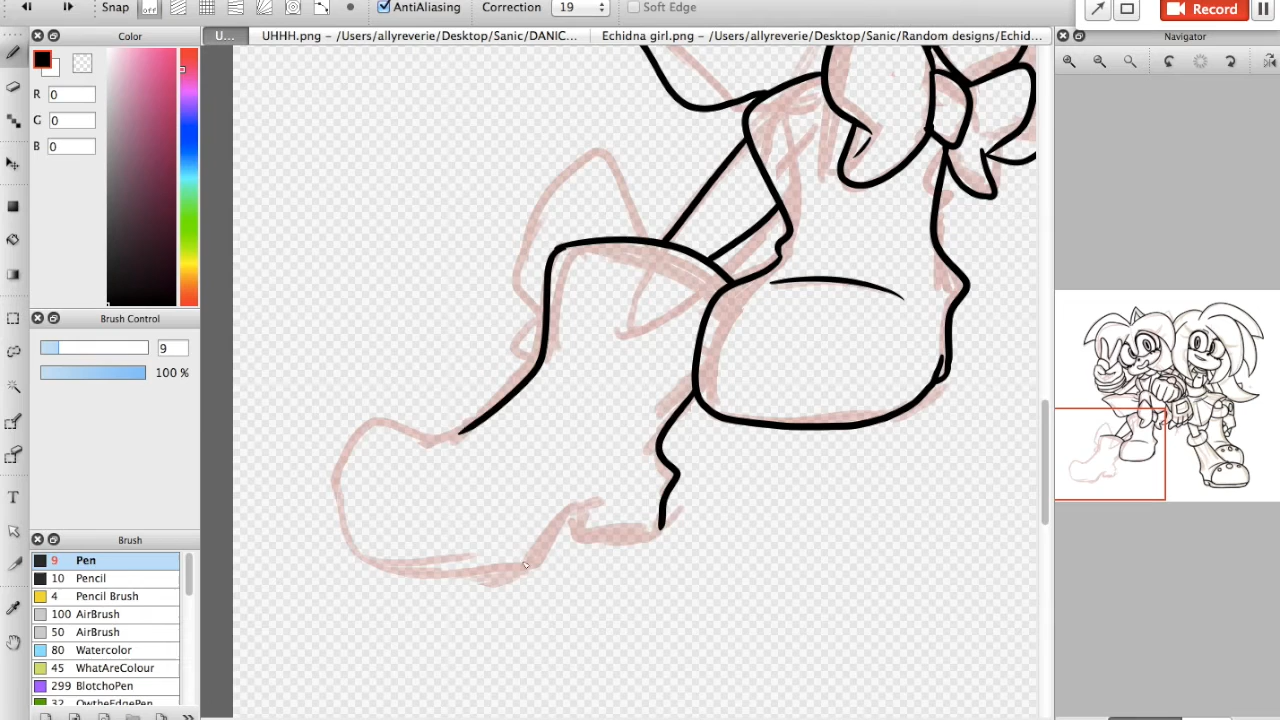 Snap off AntiAliasing Correction 19 Soft Edge Record
Color U... UHHH.png – /Users/allyreverie/Desktop/Sanic/DANIC... Echidna girl.png – /Users/allyreverie/Desktop/Sanic/Random designs/Echid... Navigator
R 0
G 0
B 0
Brush Control
9
100 %
Brush
9 Pen
10 Pencil
4 Pencil Brush
100 AirBrush
50 AirBrush
80 Watercolor
45 WhatAreColour
299 BlotchoPen
32 OwtheEdgePen
T